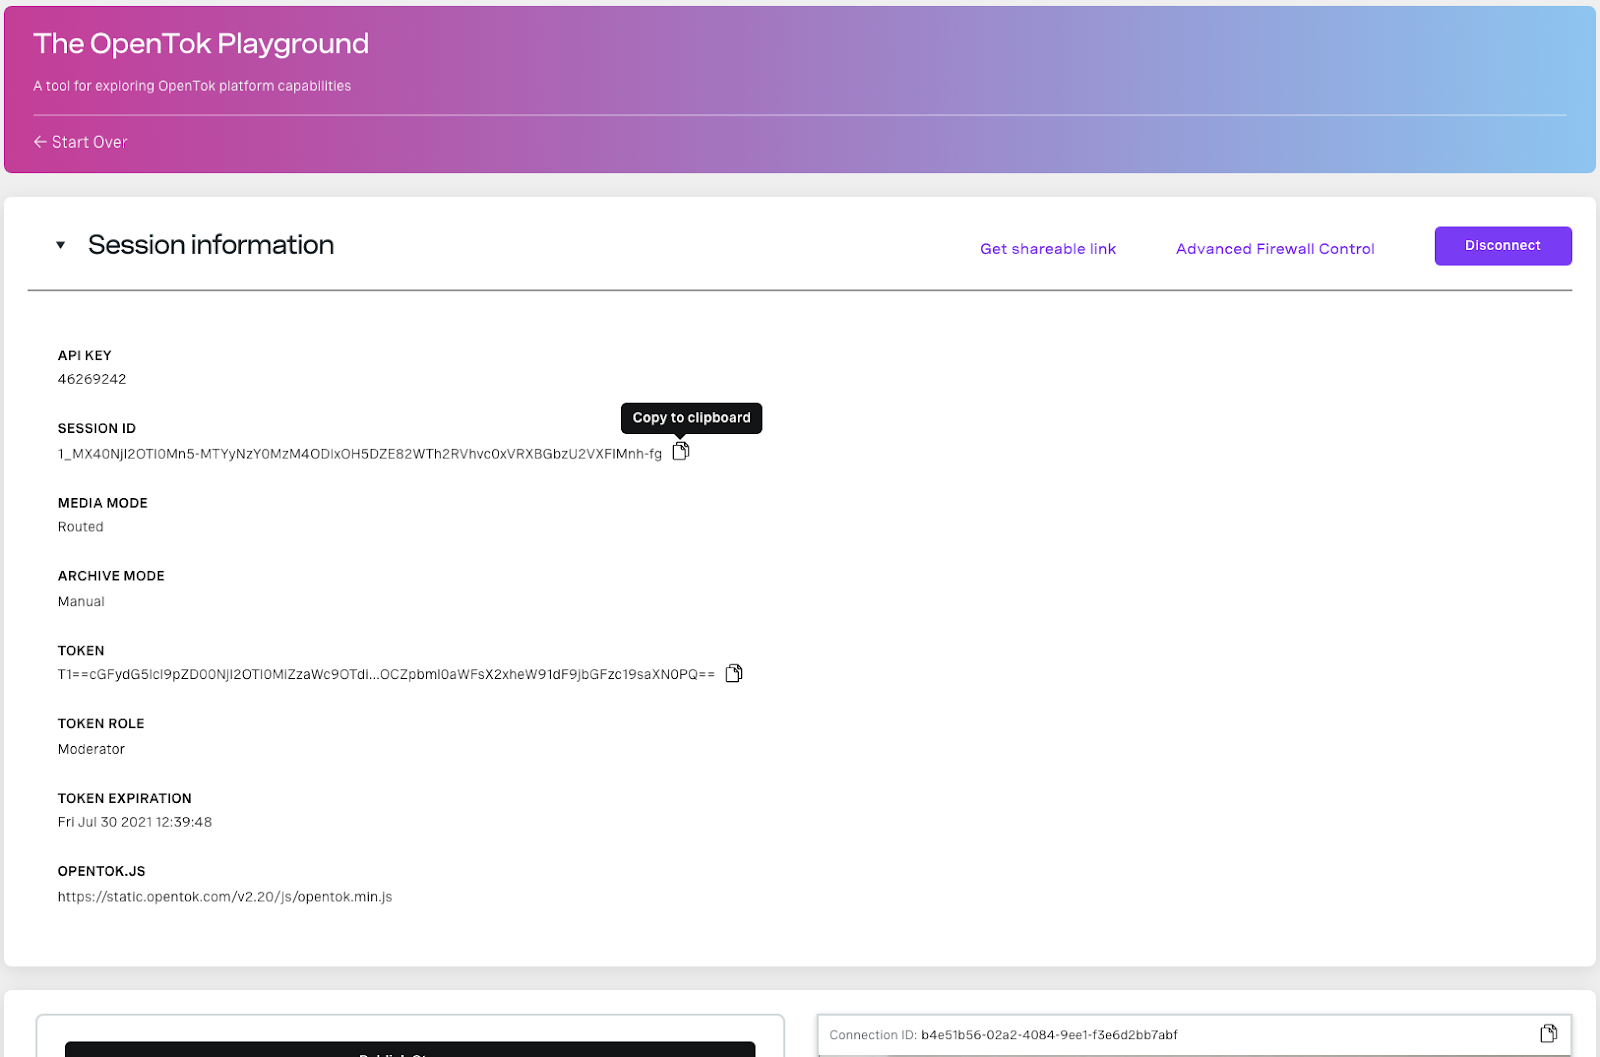 The OpenTok Playground
A tool for exploring OpenTok platform capabilities
← Start Over
Session information
Get shareable link
Advanced Firewall Control
Disconnect
API KEY
46269242
Copy to clipboard
SESSION ID
1_MX40NjI2OTI0Mn5-MTYyNzY0MzM4ODIxOH5DZE82WTh2RVhvc0xVRXBGbzU2VXFIMnh-fg
MEDIA MODE
Routed
ARCHIVE MODE
Manual
TOKEN
T1==cGFydG5lcl9pZD00NjI2OTI0MiZzaWc9OTdi...OCZpbml0aWFsX2xheW91dF9jbGFzc19saXN0PQ==
TOKEN ROLE
Moderator
TOKEN EXPIRATION
Fri Jul 30 2021 12:39:48
OPENTOK.JS
https://static.opentok.com/v2.20/js/opentok.min.js
Connection ID: b4e51b56-02a2-4084-9ee1-f3e6d2bb7abf